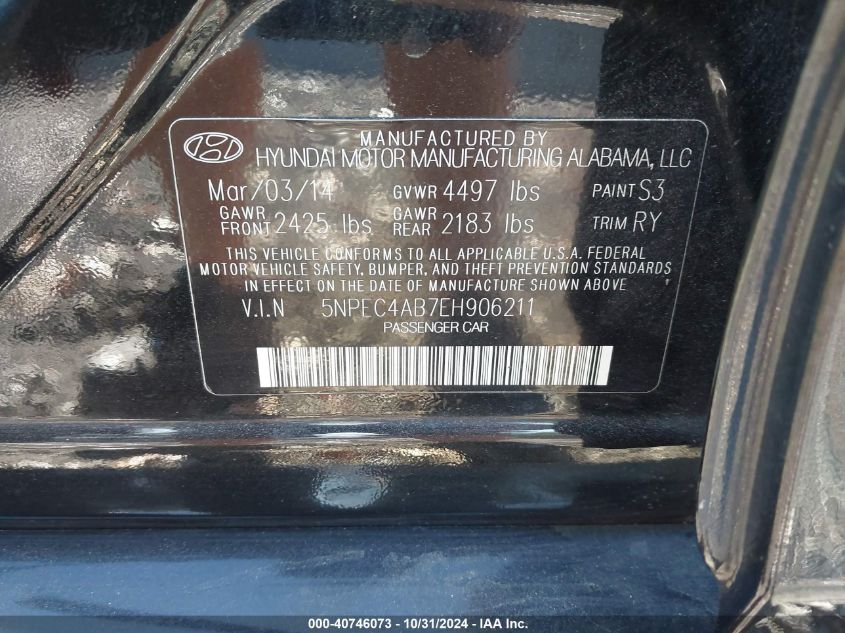 MANUFACTURED BY
HYUNDAI MOTOR MANUFACTURING ALABAMA, LLC
Mar/03/14 GVWR 4497 lbs PAINT S3
GAWR FRONT 2425 lbs GAWR REAR 2183 lbs TRIM RY
THIS VEHICLE CONFORMS TO ALL APPLICABLE U.S.A. FEDERAL
MOTOR VEHICLE SAFETY, BUMPER, AND THEFT PREVENTION STANDARDS
IN EFFECT ON THE DATE OF MANUFACTURE SHOWN ABOVE
V.I.N 5NPEC4AB7EH906211
PASSENGER CAR
000-40746073 - 10/31/2024 - IAA Inc.